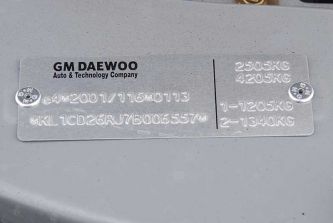 GM DAEWOO
Auto & Technology Company
e4*2001/116*0113
*KL1CD26RJ7B006557*
2505KG
4205KG
1-1205KG
2-1340KG